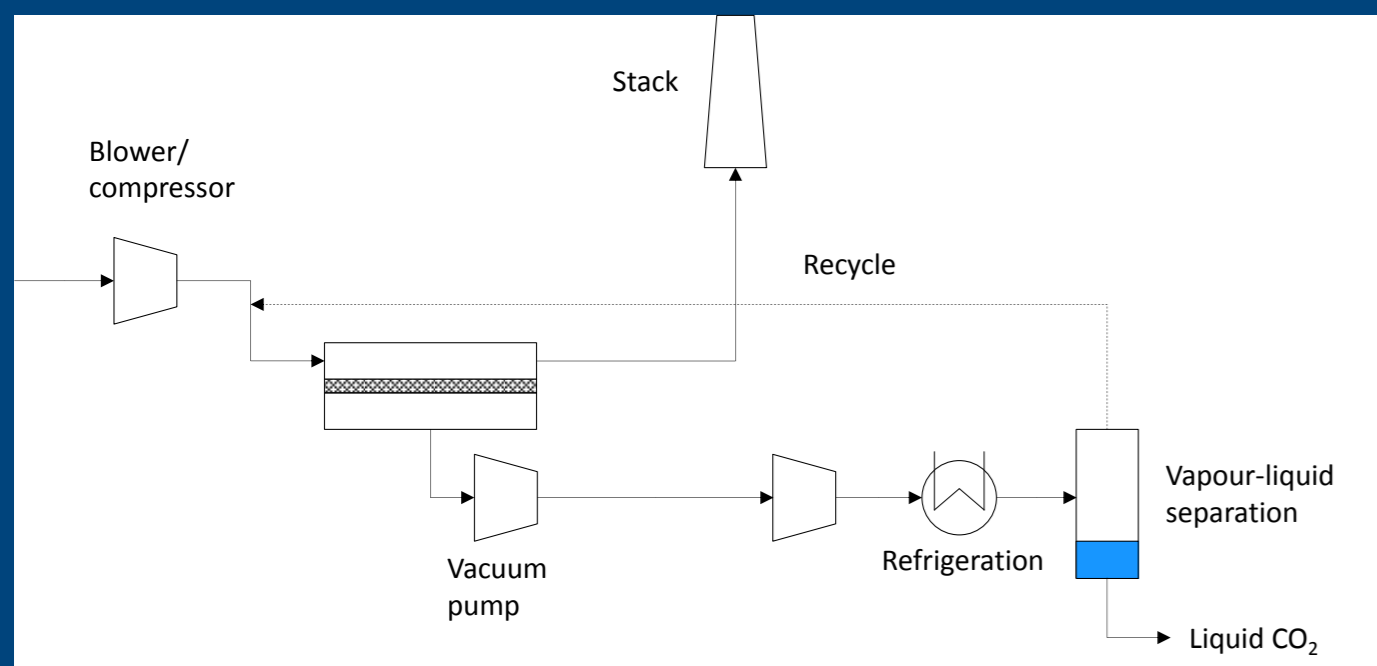 Stack
Blower/
compressor
Recycle
Vapour-liquid
separation
Refrigeration
Vacuum
pump
Liquid CO₂